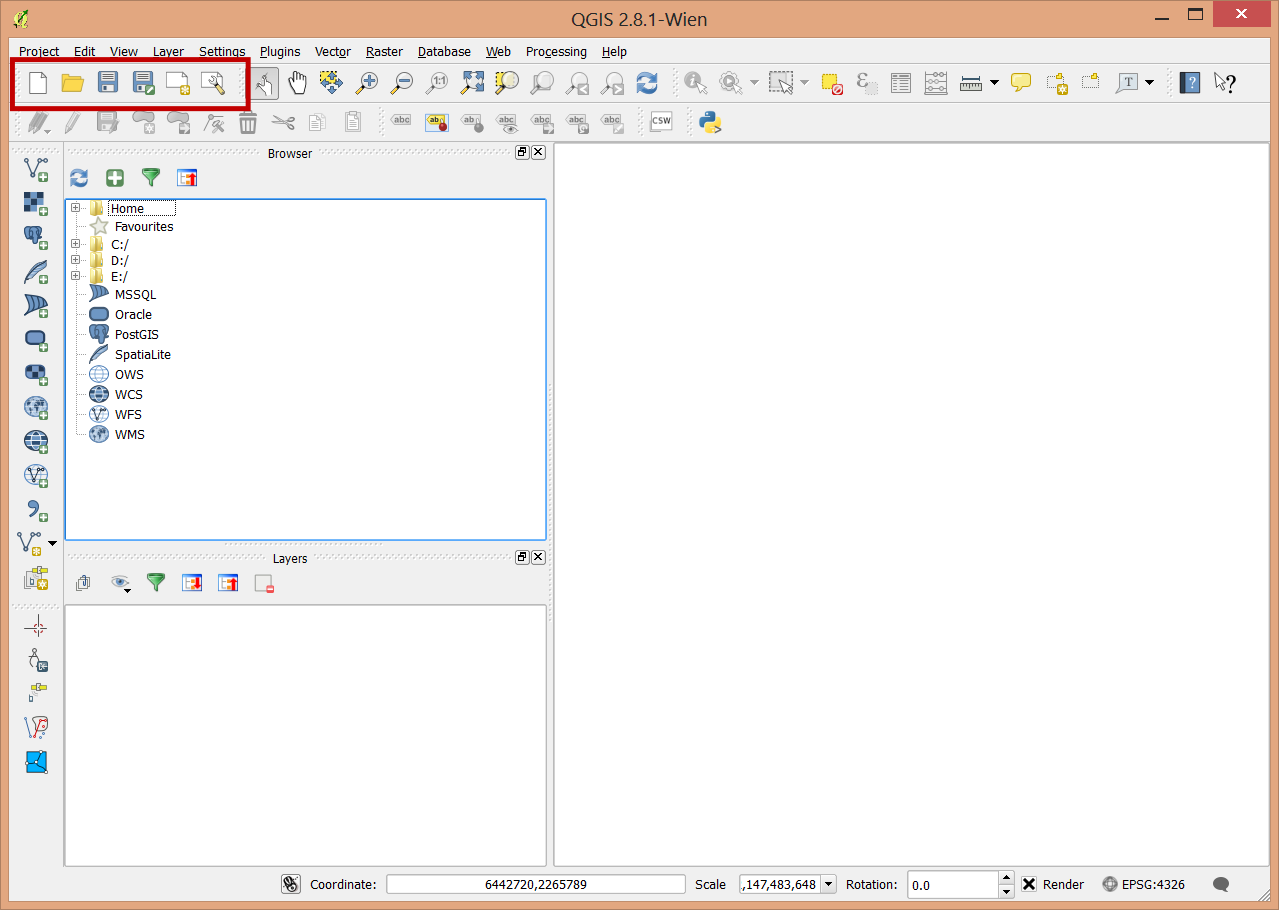 QGIS 2.8.1-Wien
Project Edit View Layer Settings Plugins Vector Raster Database Web Processing Help
1:1
T
?
?
abc
abc
abc
abc
abc
abc
abc
CSW
Browser
Home
Favourites
C:/
D:/
E:/
MSSQL
Oracle
PostGIS
SpatiaLite
OWS
WCS
WFS
WMS
Layers
Coordinate: 6442720,2265789 Scale ,147,483,648 Rotation: 0.0 Render EPSG:4326